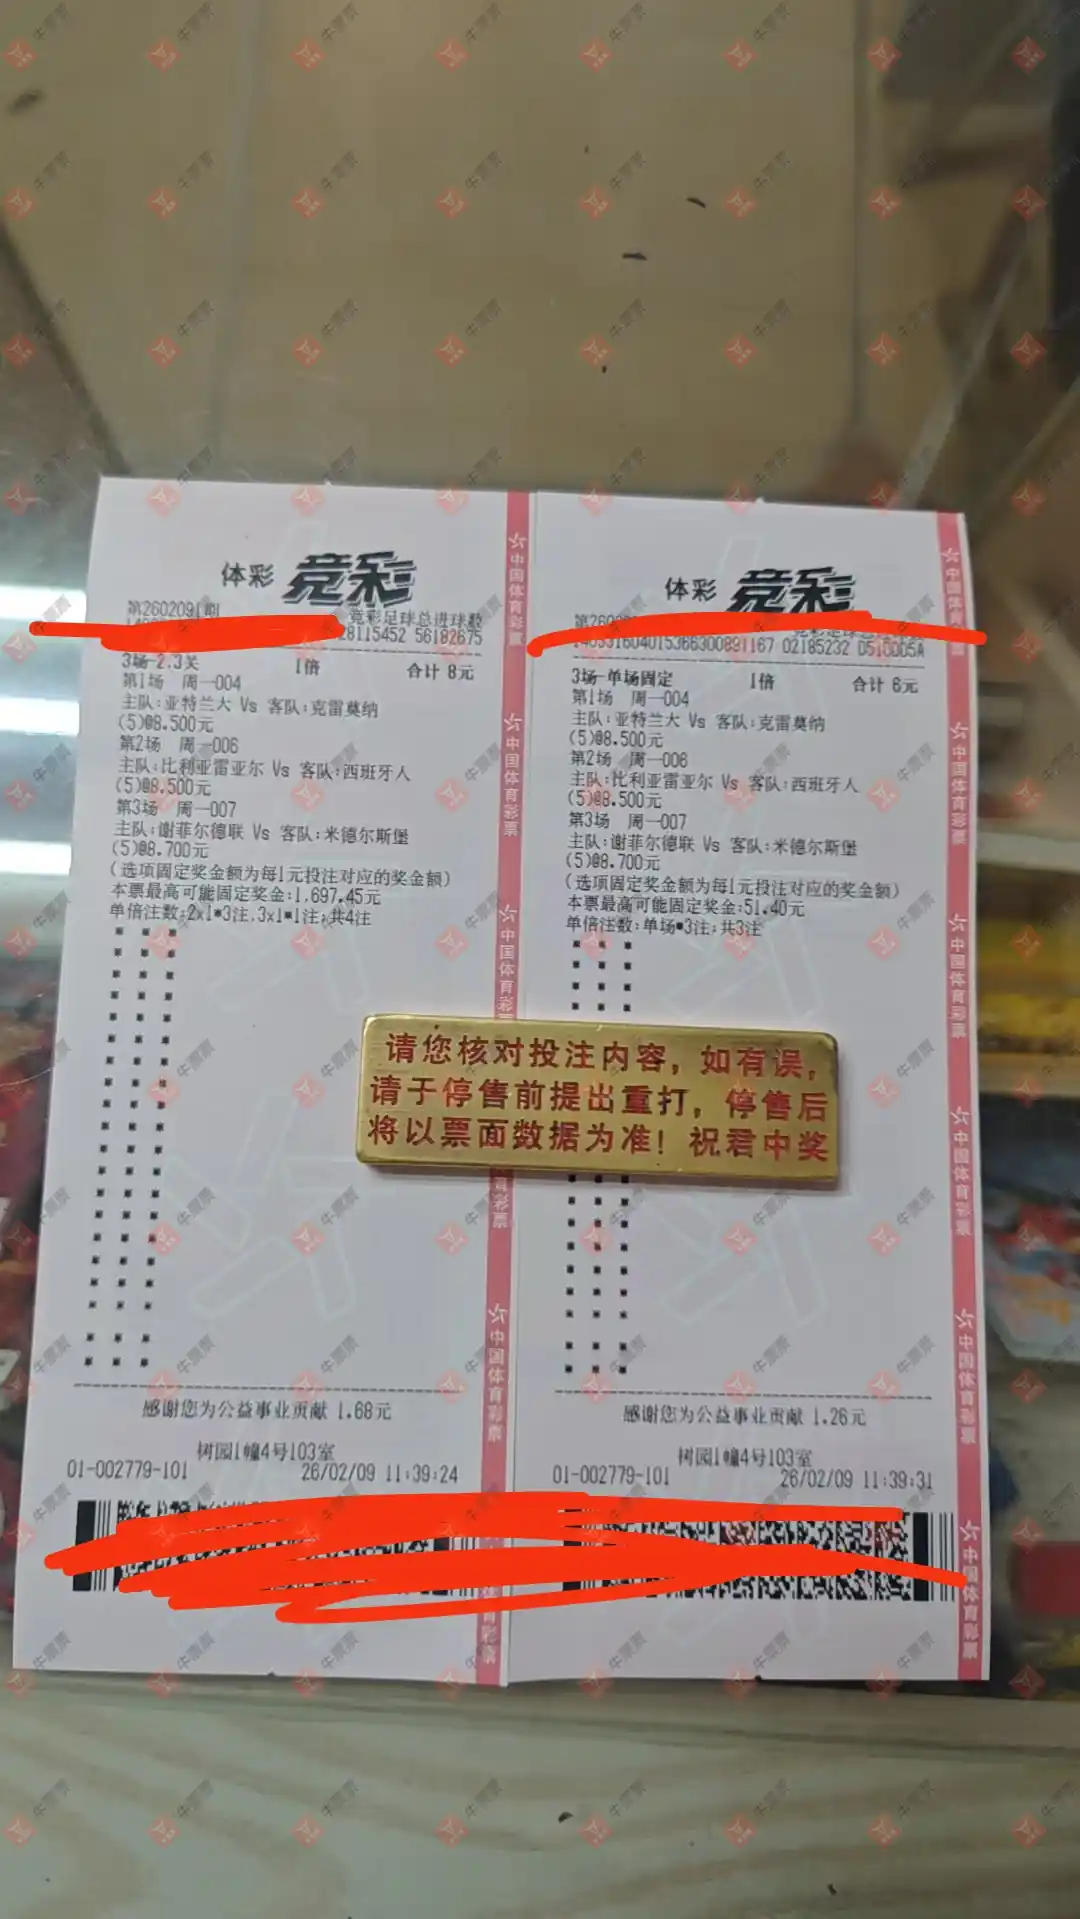 体彩 竞彩
第2602091期
竞彩足球总进球数
28115452 56182675
3场-2.3关 1倍 合计 8元
第1场 周一004
主队:亚特兰大 Vs 客队:克雷莫纳
(5)@8.500元
第2场 周一006
主队:比利亚雷亚尔 Vs 客队:西班牙人
(5)@8.500元
第3场 周一007
主队:谢菲尔德联 Vs 客队:米德尔斯堡
(5)@8.700元
(选项固定奖金额为每1元投注对应的奖金额)
本票最高可能固定奖金:1,697.45元
单倍注数:2x1*3注,3x1*1注;共4注
感谢您为公益事业贡献 1.68元
树园1幢4号103室
01-002779-101 26/02/09 11:39:24
体彩 竞彩
02185232 0510005A
3场-单场固定 1倍 合计 6元
第1场 周一004
主队:亚特兰大 Vs 客队:克雷莫纳
(5)@8.500元
第2场 周一006
主队:比利亚雷亚尔 Vs 客队:西班牙人
(5)@8.500元
第3场 周一007
主队:谢菲尔德联 Vs 客队:米德尔斯堡
(5)@8.700元
(选项固定奖金额为每1元投注对应的奖金额)
本票最高可能固定奖金:51.40元
单倍注数:单场*3注;共3注
感谢您为公益事业贡献 1.26元
树园1幢4号103室
01-002779-101 26/02/09 11:39:31
请您核对投注内容，如有误，
请于停售前提出重打，停售后
将以票面数据为准！祝君中奖
中国体育彩票
牛票票